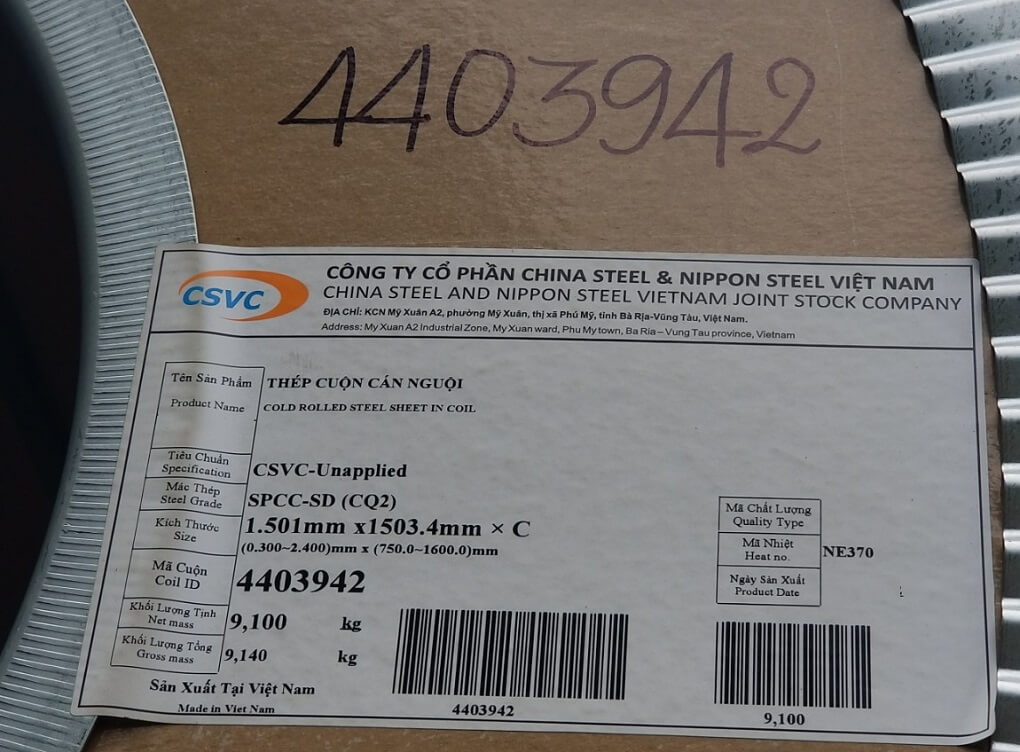 4403942
CSVC
CÔNG TY CỔ PHẦN CHINA STEEL & NIPPON STEEL VIỆT NAM
CHINA STEEL AND NIPPON STEEL VIETNAM JOINT STOCK COMPANY
ĐỊA CHỈ: KCN Mỹ Xuân A2, phường Mỹ Xuân, thị xã Phú Mỹ, tỉnh Bà Rịa-Vũng Tàu, Việt Nam.
Address: My Xuan A2 Industrial Zone, My Xuan ward, Phu My town, Ba Ria – Vung Tau province, Vietnam
Tên Sản Phẩm THÉP CUỘN CÁN NGUỘI
Product Name COLD ROLLED STEEL SHEET IN COIL
Tiêu Chuẩn
Specification CSVC-Unapplied
Mác Thép
Steel Grade SPCC-SD (CQ2)
Kích Thước 1.501mm x1503.4mm × C
Size (0.300~2.400)mm x (750.0~1600.0)mm
Mã Cuộn
Coil ID 4403942
Khối Lượng Tịnh
Net mass 9,100 kg
Khối Lượng Tổng
Gross mass 9,140 kg
Mã Chất Lượng
Quality Type
Mã Nhiệt
Heat no. NE370
Ngày Sản Xuất
Product Date
Sản Xuất Tại Việt Nam
Made in Viet Nam
4403942
9,100